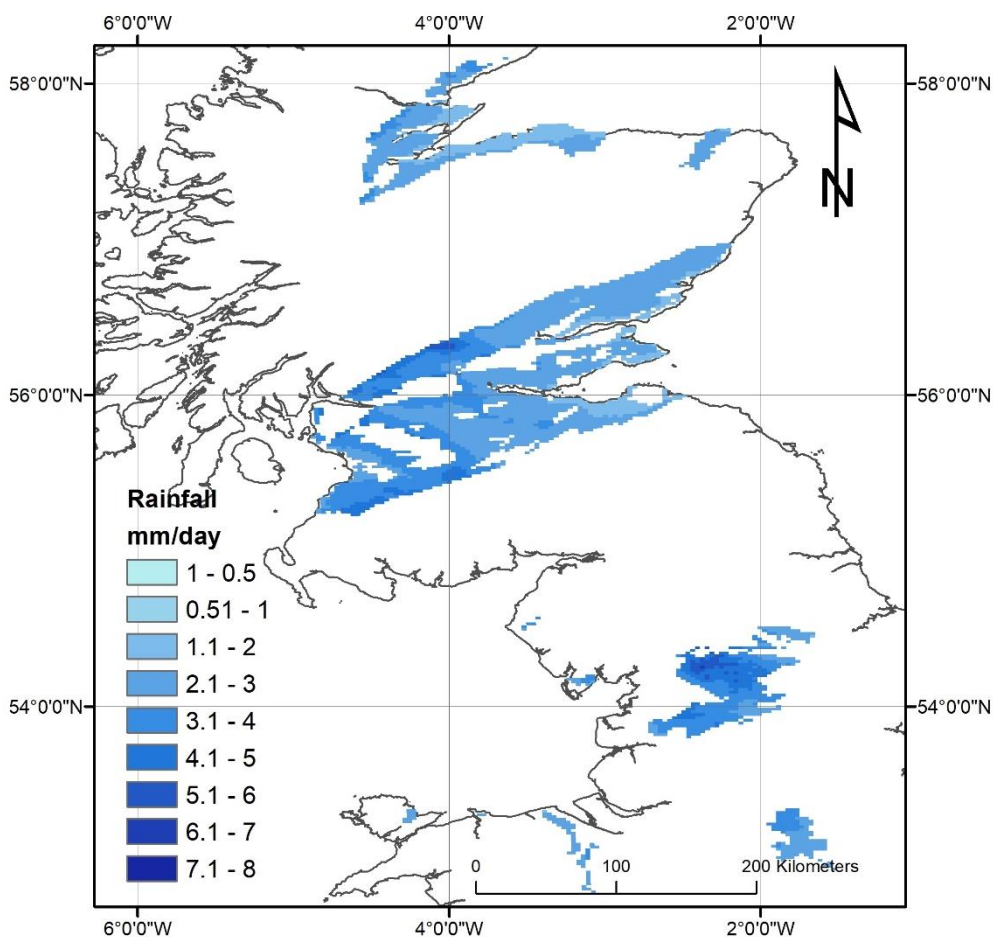 6°0'0"W 4°0'0"W 2°0'0"W
58°0'0"N 58°0'0"N
N
56°0'0"N 56°0'0"N
Rainfall
mm/day
1 - 0.5
0.51 - 1
1.1 - 2
2.1 - 3
3.1 - 4
54°0'0"N 54°0'0"N
4.1 - 5
5.1 - 6
6.1 - 7
7.1 - 8
0 100 200 Kilometers
6°0'0"W 4°0'0"W 2°0'0"W